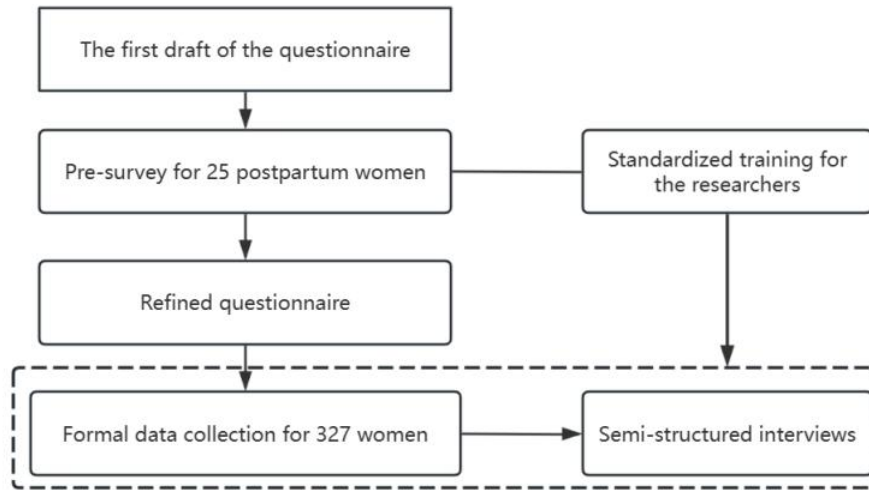 The first draft of the questionnaire
Pre-survey for 25 postpartum women
Standardized training for
the researchers
Refined questionnaire
Formal data collection for 327 women
Semi-structured interviews